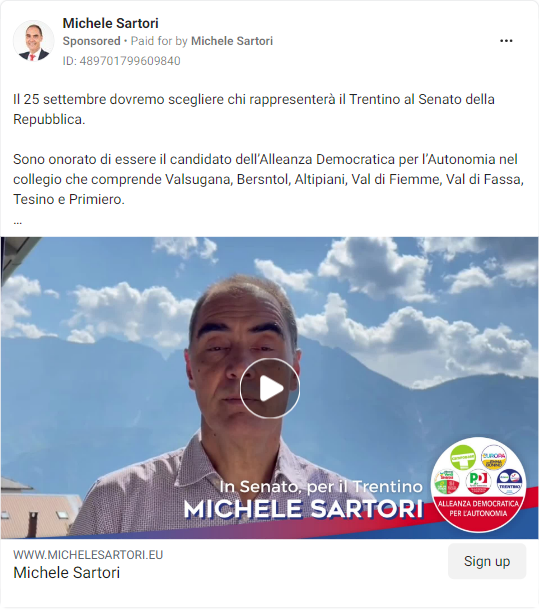 Michele Sartori
Sponsored • Paid for by Michele Sartori
ID: 489701799609840
Il 25 settembre dovremo scegliere chi rappresenterà il Trentino al Senato della
Repubblica.
Sono onorato di essere il candidato dell'Alleanza Democratica per l'Autonomia nel
collegio che comprende Valsugana, Bersntol, Altipiani, Val di Fiemme, Val di Fassa,
Tesino e Primiero.
...
In Senato, per il Trentino
MICHELE SARTORI
EUROPA
PD
TRENTINO
ALLEANZA DEMOCRATICA
PER L'AUTONOMIA
WWW.MICHELESARTORI.EU
Michele Sartori
Sign up